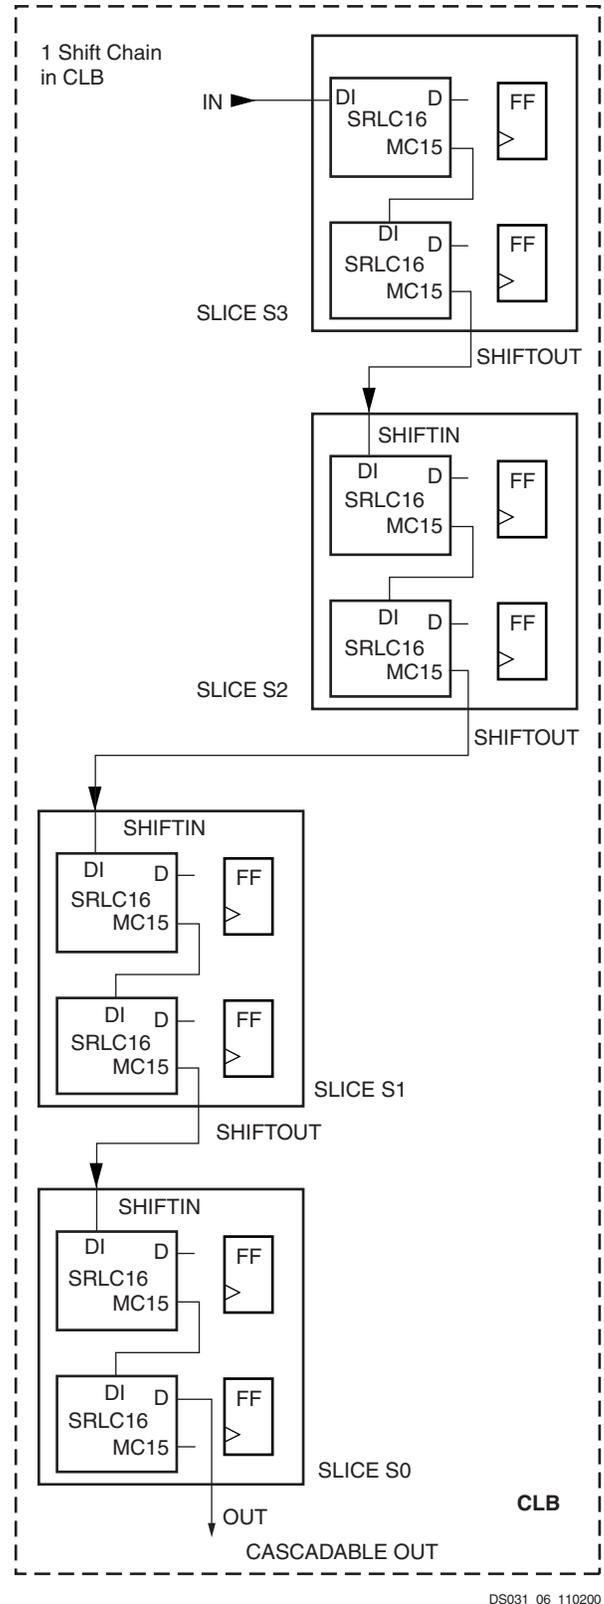 1 Shift Chain
in CLB
IN
DI
D
SRLC16
MC15
FF
DI
D
SRLC16
MC15
FF
SLICE S3
SHIFTOUT
SHIFTIN
DI
D
SRLC16
MC15
FF
DI
D
SRLC16
MC15
FF
SLICE S2
SHIFTOUT
SHIFTIN
DI
D
SRLC16
MC15
FF
DI
D
SRLC16
MC15
FF
SLICE S1
SHIFTOUT
SHIFTIN
DI
D
SRLC16
MC15
FF
DI
D
SRLC16
MC15
FF
SLICE S0
OUT
CLB
CASCADABLE OUT
DS031_06_110200